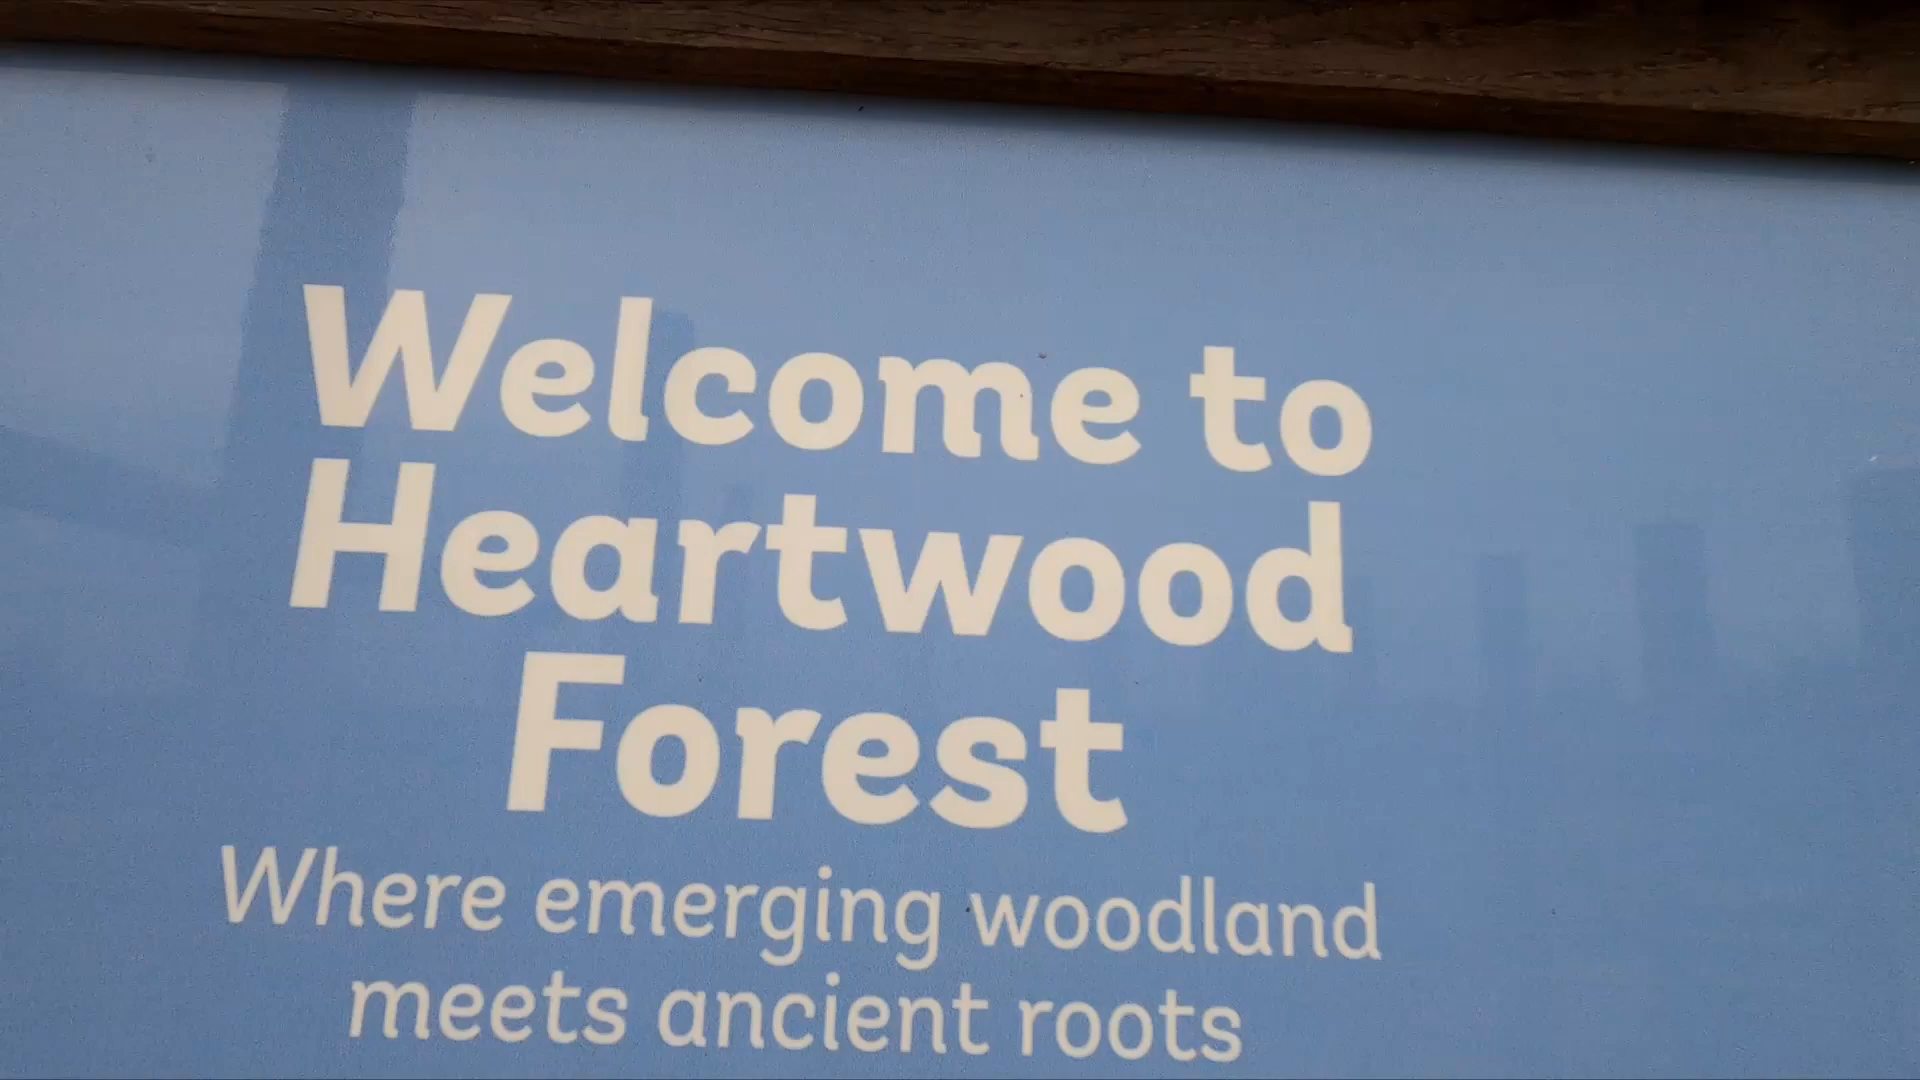 Welcome to
Heartwood
Forest
Where emerging woodland
meets ancient roots